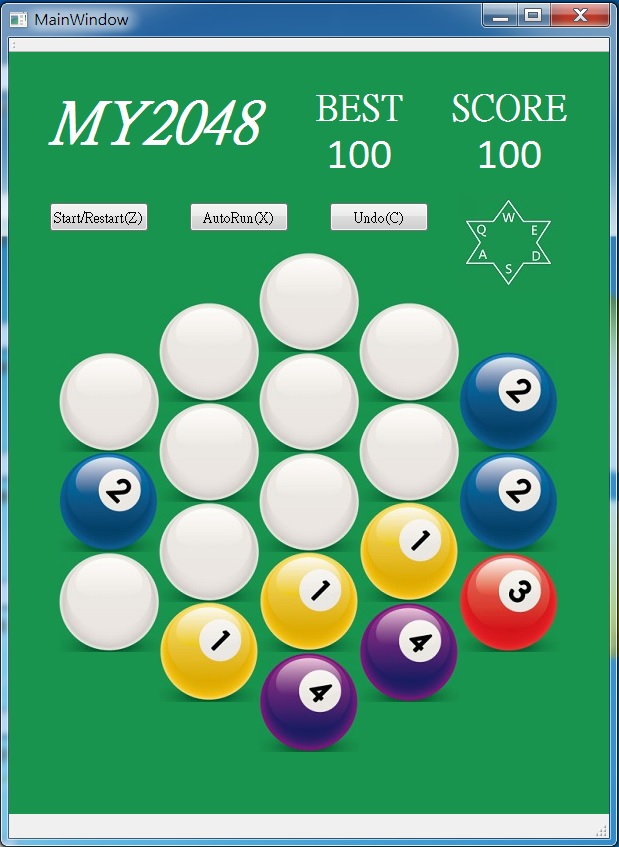 MainWindow
MY2048 BEST SCORE
100 100
Start/Restart(Z) AutoRun(X) Undo(C)
W
Q E
A D
S
2
2 2
1
1 3
1 4
4